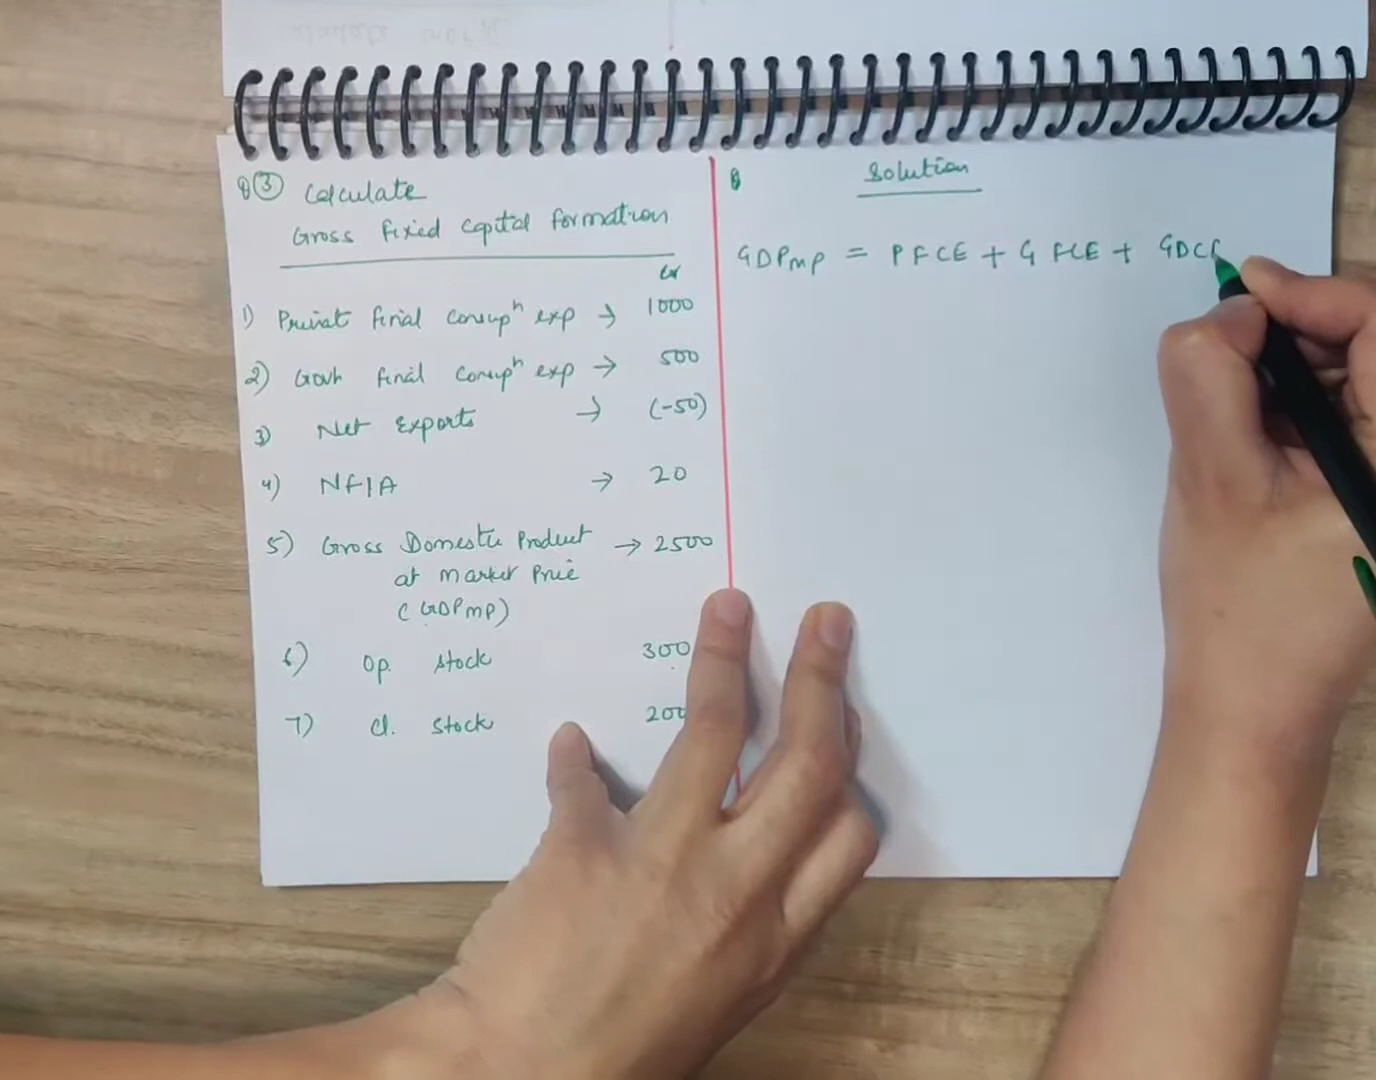 Q③ Calculate
Gross fixed capital formation
cr
1) Privat final consupⁿ exp → 1000
2) Govt final consupⁿ exp → 500
3) Net Exports → (-50)
4) NFIA → 20
5) Gross Domestic Product → 2500
at market Price
(GDPMP)
6) Op. stock 300
7) Cl. stock 200
Solution
GDPMP = PFCE + GFCE + GDCF